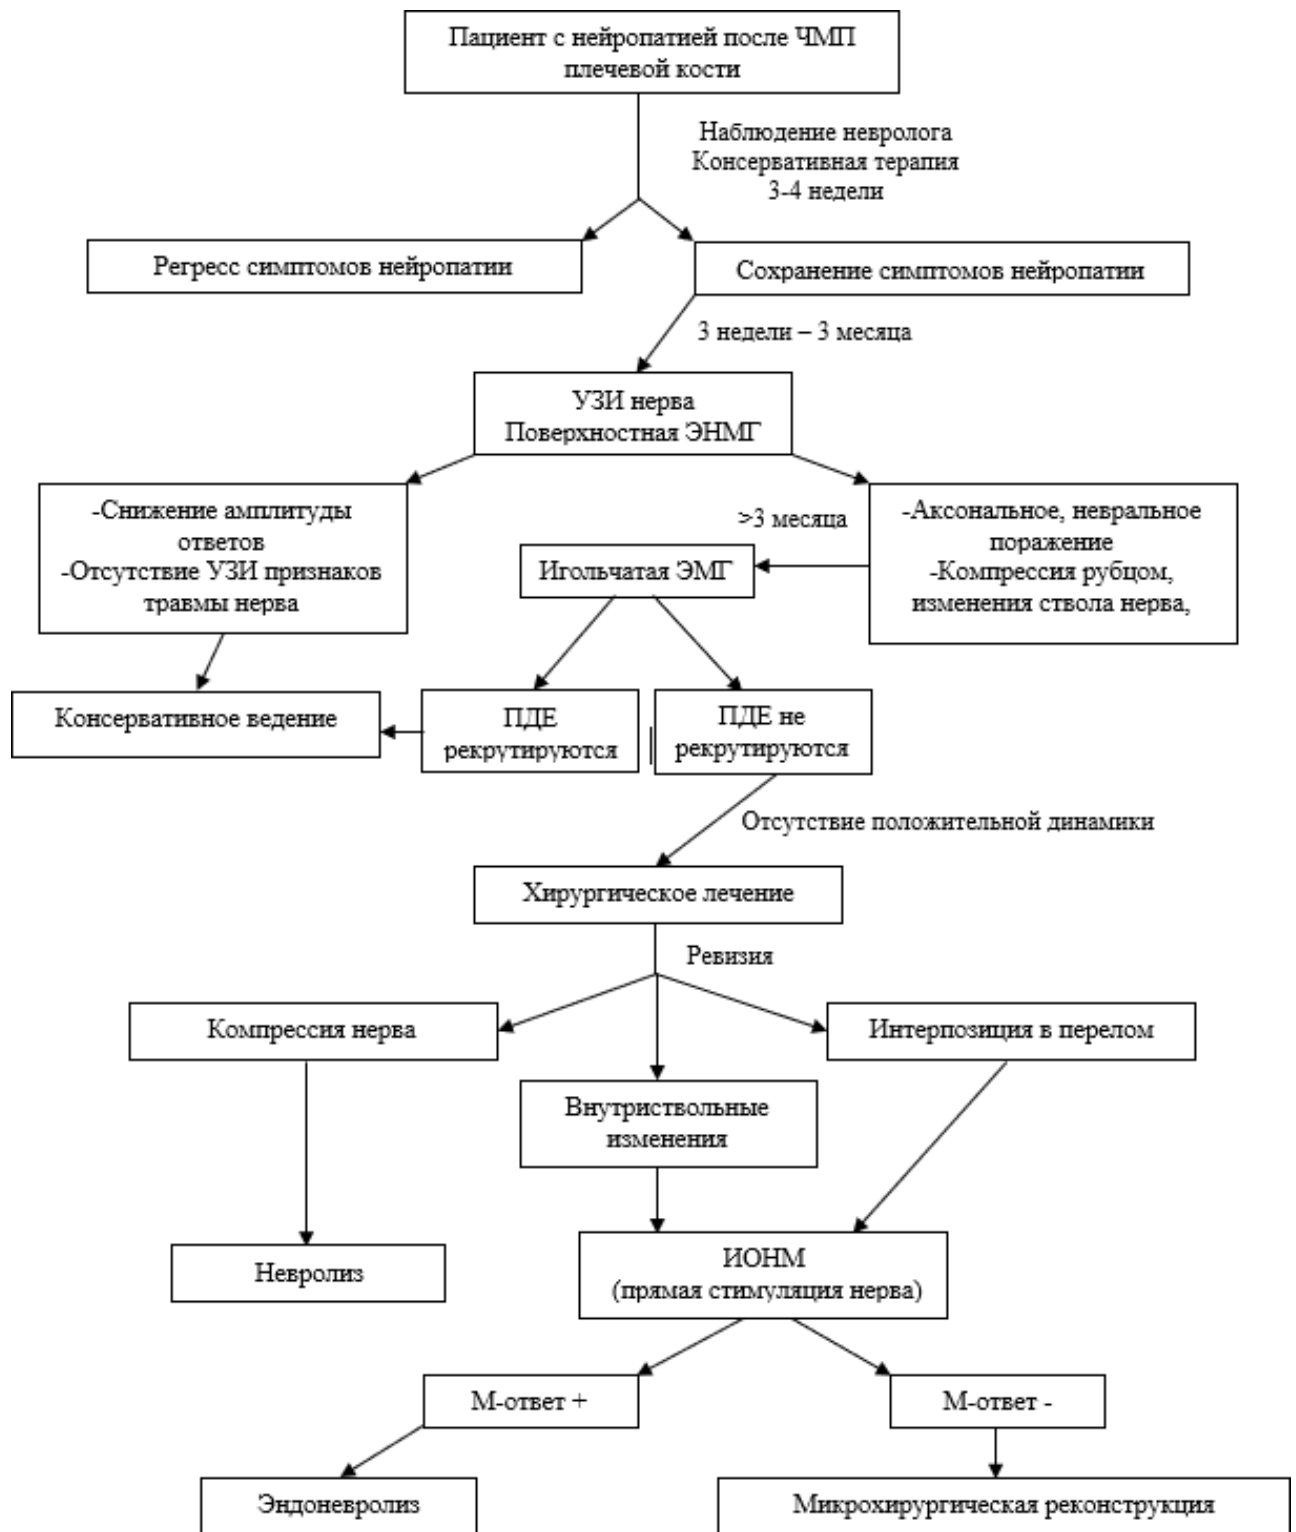 Пациент с нейропатией после ЧМП
плечевой кости
Наблюдение невролога
Консервативная терапия
3-4 недели
Регресс симптомов нейропатии
Сохранение симптомов нейропатии
3 недели – 3 месяца
УЗИ нерва
Поверхностная ЭНМГ
-Снижение амплитуды
ответов
-Отсутствие УЗИ признаков
травмы нерва
>3 месяца
-Аксональное, невральное
поражение
-Компрессия рубцом,
изменения ствола нерва,
Игольчатая ЭМГ
Консервативное ведение
ПДЕ
рекрутируются
ПДЕ не
рекрутируются
Отсутствие положительной динамики
Хирургическое лечение
Ревизия
Компрессия нерва
Интерпозиция в перелом
Внутриствольные
изменения
Невролиз
ИОНМ
(прямая стимуляция нерва)
М-ответ +
М-ответ -
Эндоневролиз
Микрохирургическая реконструкция